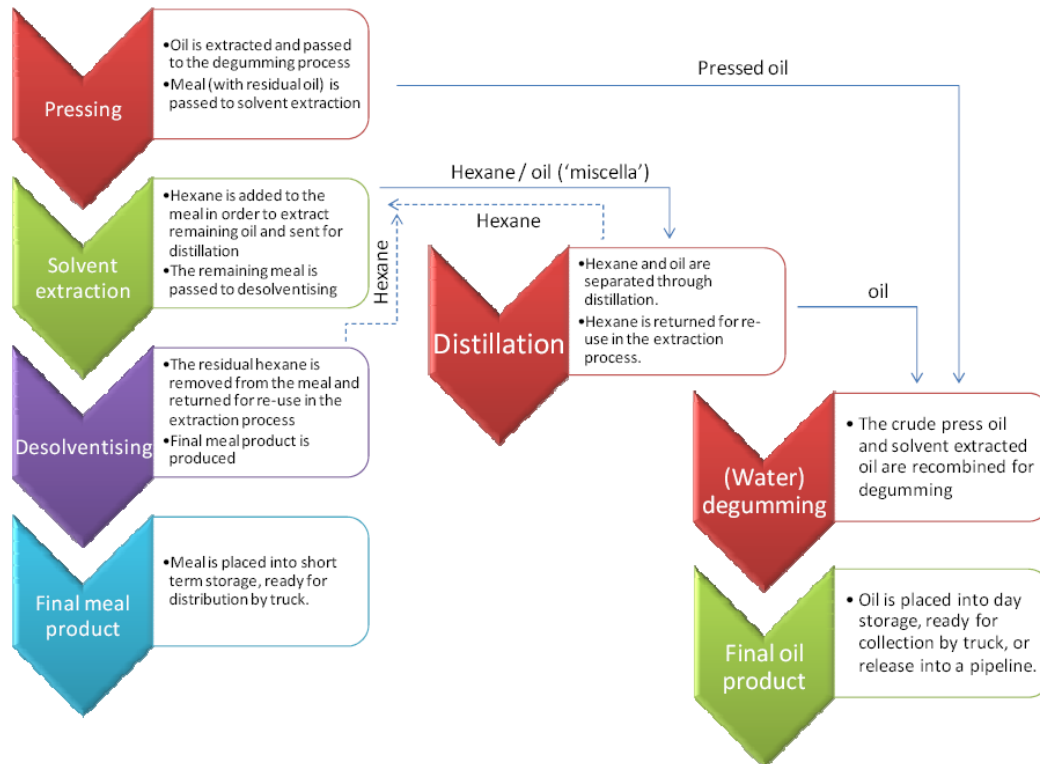 Pressing
•Oil is extracted and passed
to the degumming process
•Meal (with residual oil) is
passed to solvent extraction
Pressed oil
Solvent
extraction
•Hexane is added to the
meal in order to extract
remaining oil and sent for
distillation
•The remaining meal is
passed to desolventising
Hexane / oil ('miscella')
Hexane
Hexane
Distillation
•Hexane and oil are
separated through
distillation.
•Hexane is returned for re-
use in the extraction
process.
oil
Desolventising
•The residual hexane is
removed from the meal and
returned for re-use in the
extraction process
•Final meal product is
produced
(Water)
degumming
• The crude press oil
and solvent extracted
oil are recombined for
degumming
Final meal
product
•Meal is placed into short
term storage, ready for
distribution by truck.
Final oil
product
• Oil is placed into day
storage, ready for
collection by truck, or
release into a pipeline.